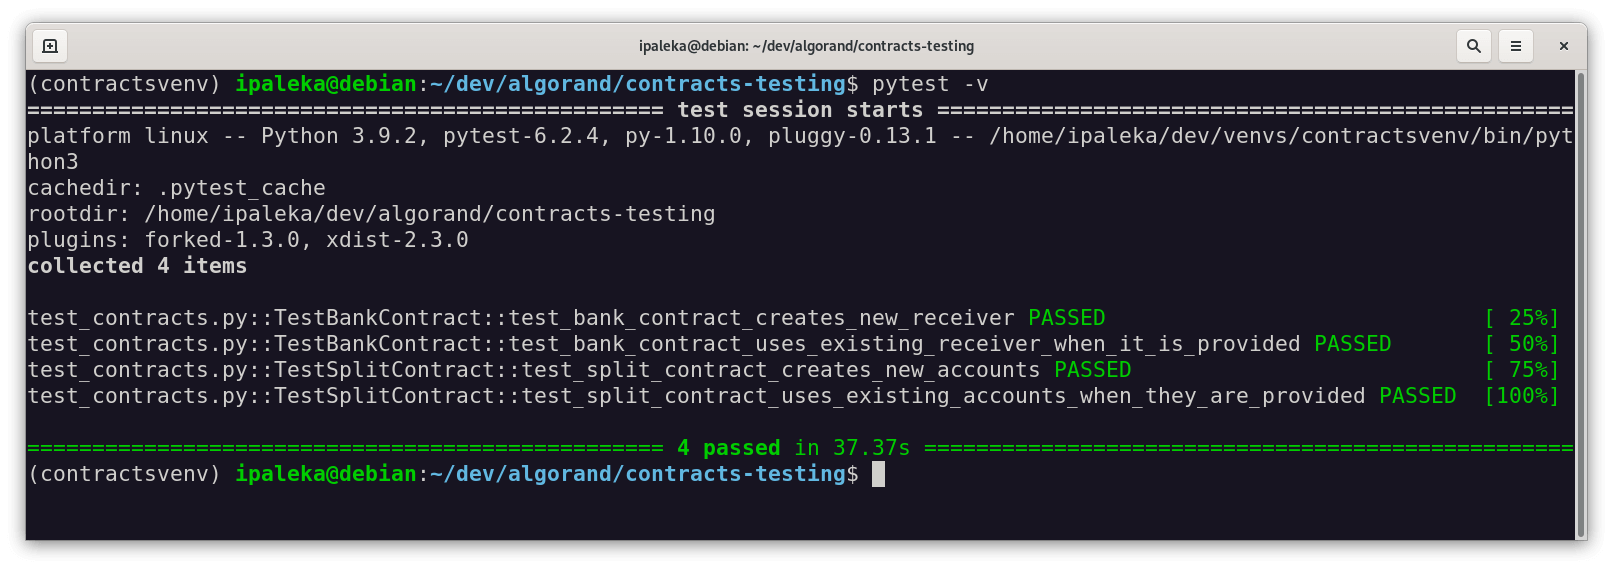 ipaleka@debian: ~/dev/algorand/contracts-testing
(contractsvenv) ipaleka@debian:~/dev/algorand/contracts-testing$ pytest -v
================================================= test session starts =================================================
platform linux -- Python 3.9.2, pytest-6.2.4, py-1.10.0, pluggy-0.13.1 -- /home/ipaleka/dev/venvs/contractsvenv/bin/pyt
hon3
cachedir: .pytest_cache
rootdir: /home/ipaleka/dev/algorand/contracts-testing
plugins: forked-1.3.0, xdist-2.3.0
collected 4 items
test_contracts.py::TestBankContract::test_bank_contract_creates_new_receiver PASSED [ 25%]
test_contracts.py::TestBankContract::test_bank_contract_uses_existing_receiver_when_it_is_provided PASSED [ 50%]
test_contracts.py::TestSplitContract::test_split_contract_creates_new_accounts PASSED [ 75%]
test_contracts.py::TestSplitContract::test_split_contract_uses_existing_accounts_when_they_are_provided PASSED [100%]
================================================= 4 passed in 37.37s ==================================================
(contractsvenv) ipaleka@debian:~/dev/algorand/contracts-testing$